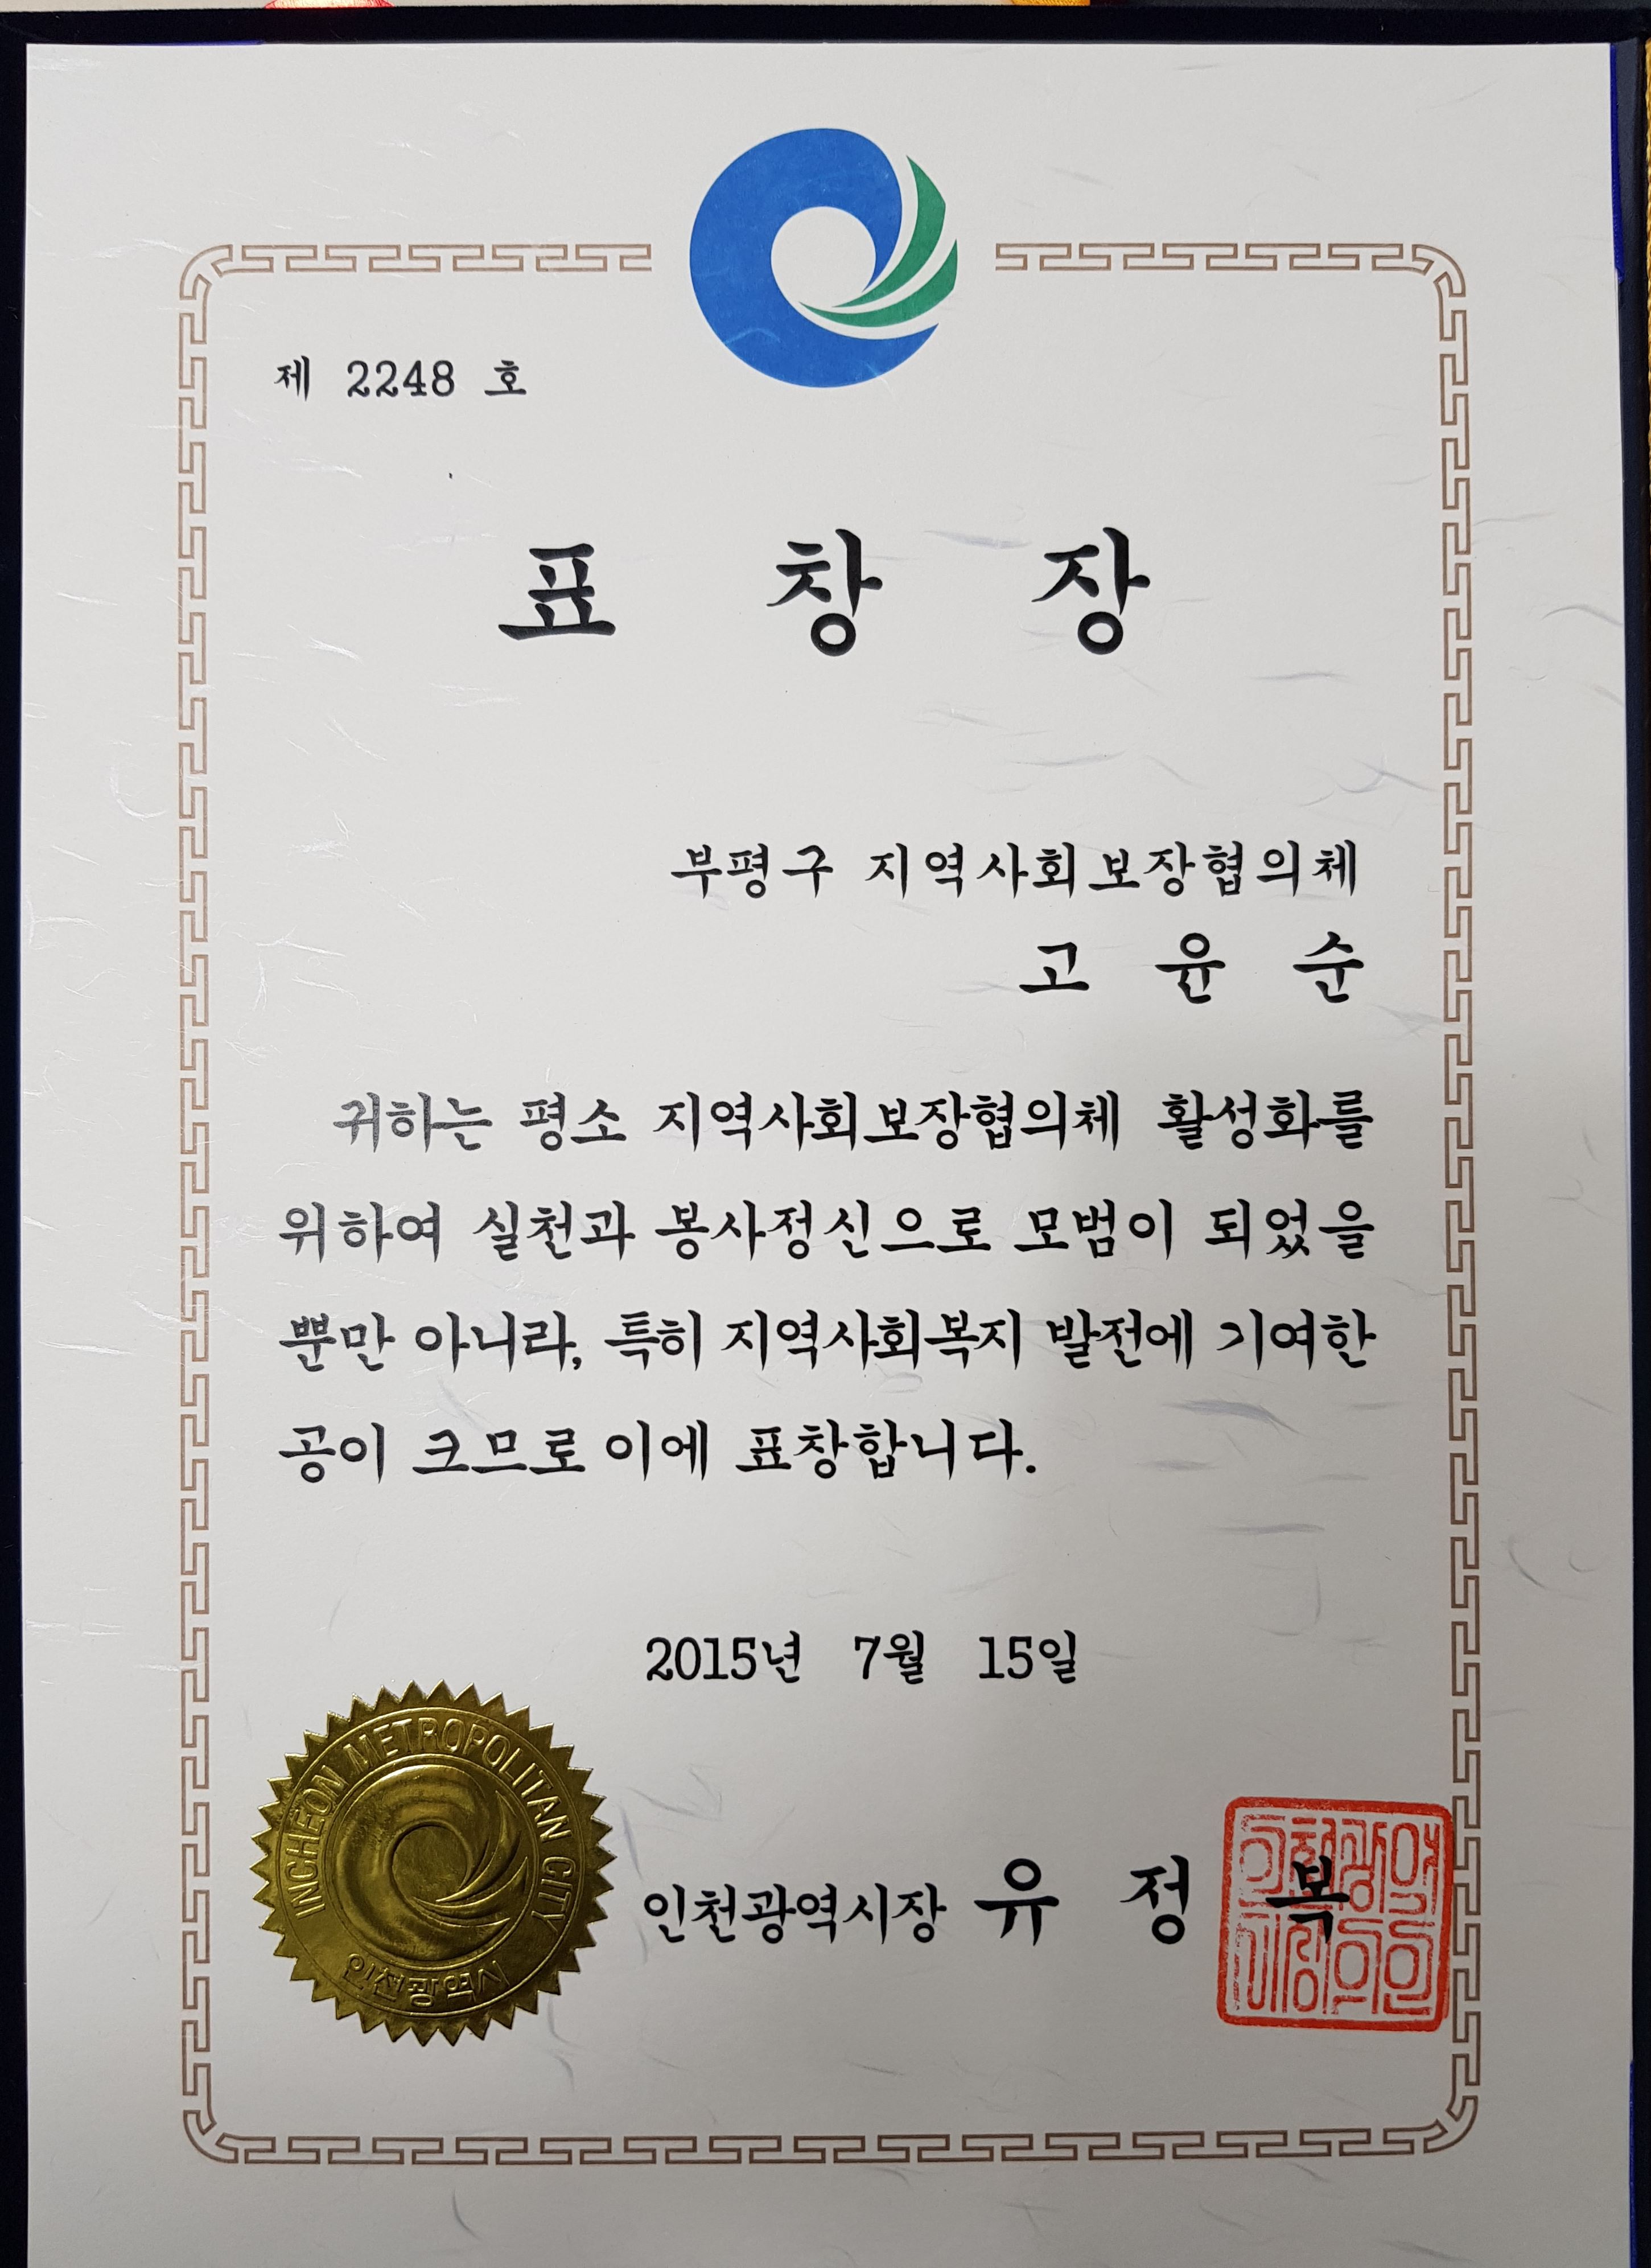 제 2248 호
표 창 장
부평구 지역사회보장협의체
고 윤 순
귀하는 평소 지역사회보장협의체 활성화를
위하여 실천과 봉사정신으로 모범이 되었을
뿐만 아니라, 특히 지역사회복지 발전에 기여한
공이 크므로 이에 표창합니다.
2015년 7월 15일
INCHEON METROPOLITAN CITY
인천광역시
인천광역시장 유 정 복